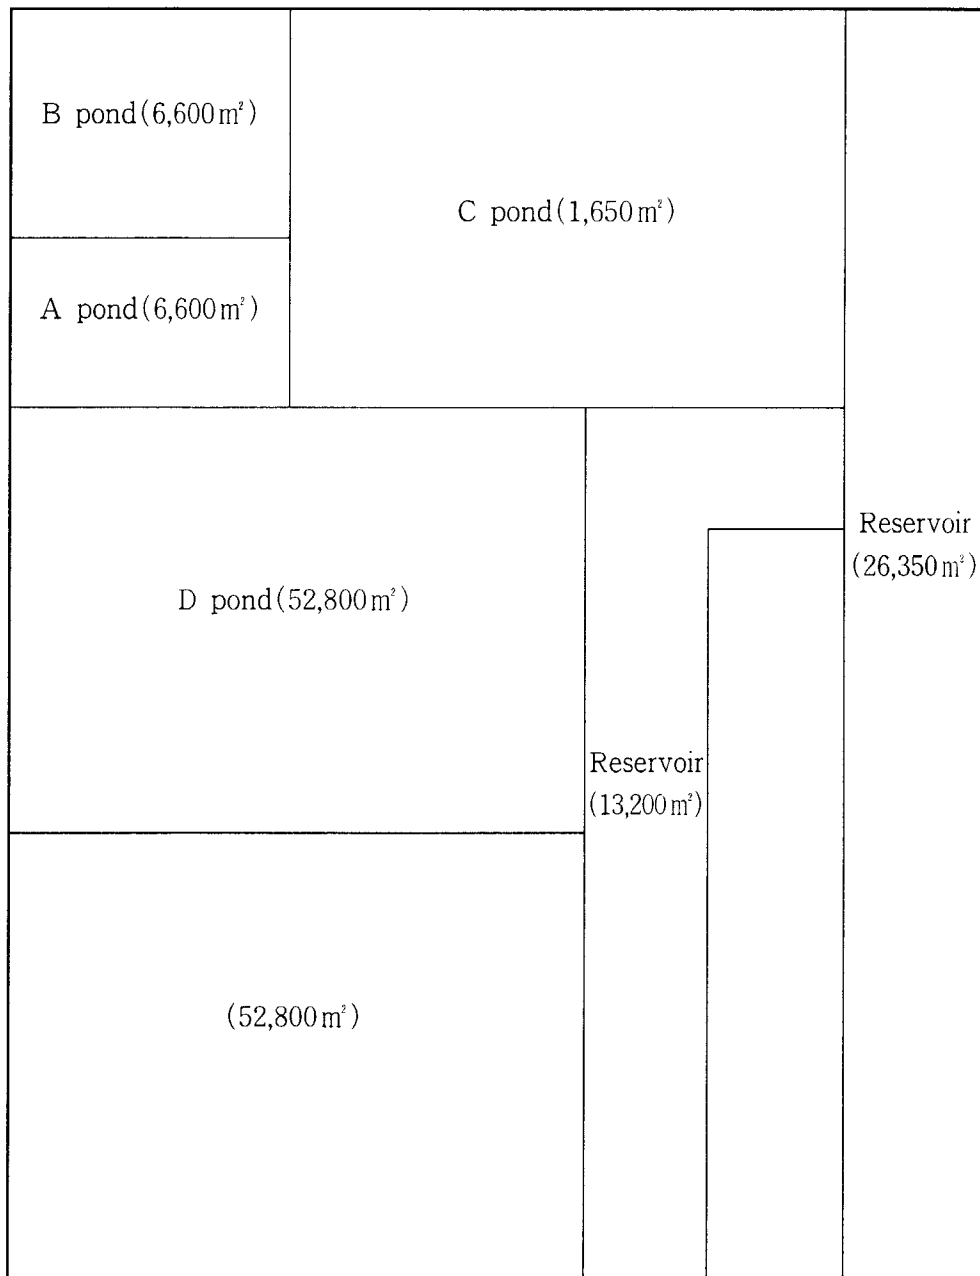 B pond(6,600㎡)
C pond(1,650㎡)
A pond(6,600㎡)
Reservoir
(26,350㎡)
D pond(52,800㎡)
Reservoir
(13,200㎡)
(52,800㎡)